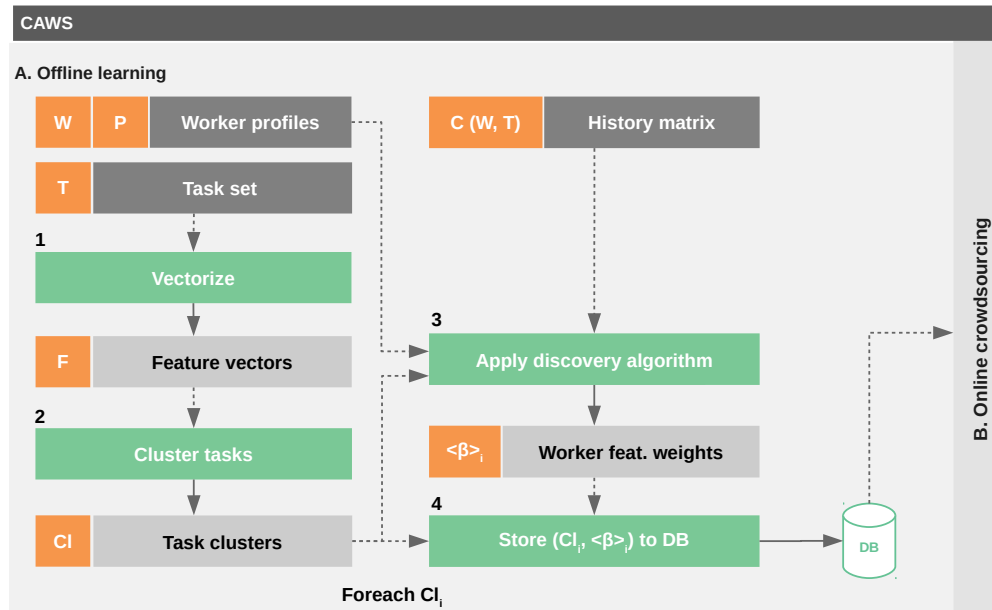 CAWS
A. Offline learning
W P Worker profiles
T Task set
1
Vectorize
F Feature vectors
2
Cluster tasks
Cl Task clusters
C (W, T) History matrix
3
Apply discovery algorithm
<β>i Worker feat. weights
4
Store (Cli, <β>i) to DB
DB
Foreach Cli
B. Online crowdsourcing